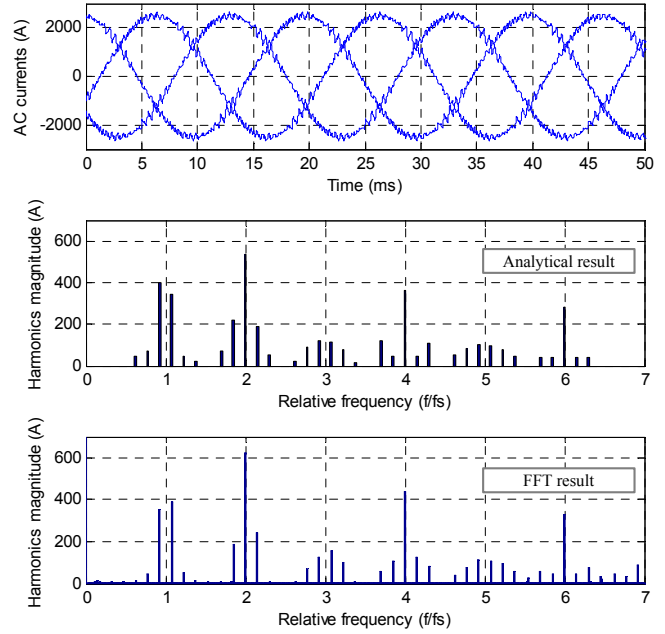 AC currents (A)
2000
0
-2000
0 5 10 15 20 25 30 35 40 45 50
Time (ms)
Harmonics magnitude (A)
600
400
200
0
Analytical result
0 1 2 3 4 5 6 7
Relative frequency (f/fs)
Harmonics magnitude (A)
600
400
200
0
FFT result
0 1 2 3 4 5 6 7
Relative frequency (f/fs)